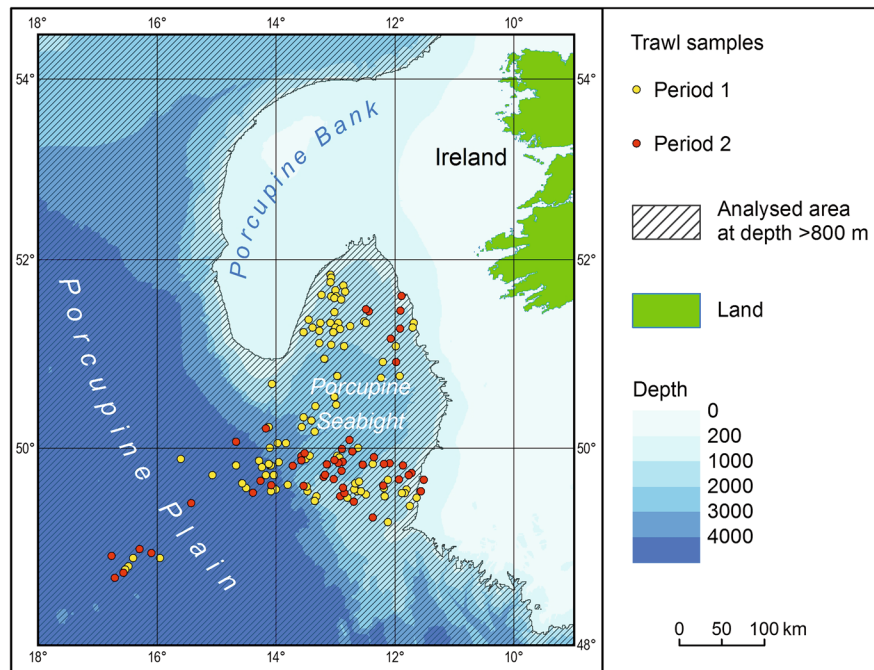 18° 16° 14° 12° 10°
54° 54°
52° 52°
50° 50°
48°
18° 16° 14° 12° 10°
Porcupine Bank
Ireland
Porcupine
Seabight
Porcupine Plain
Trawl samples
Period 1
Period 2
Analysed area
at depth >800 m
Land
Depth
0
200
1000
2000
3000
4000
0 50 100 km